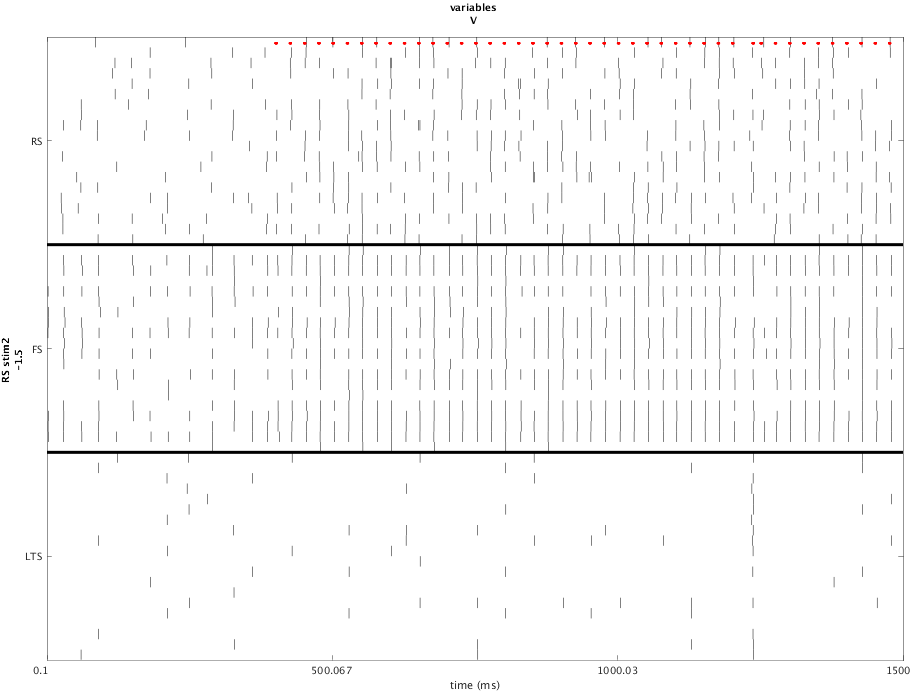 variables
V
RS
FS
LTS
RS stim2
-1.5
0.1
500.067
1000.03
1500
time (ms)